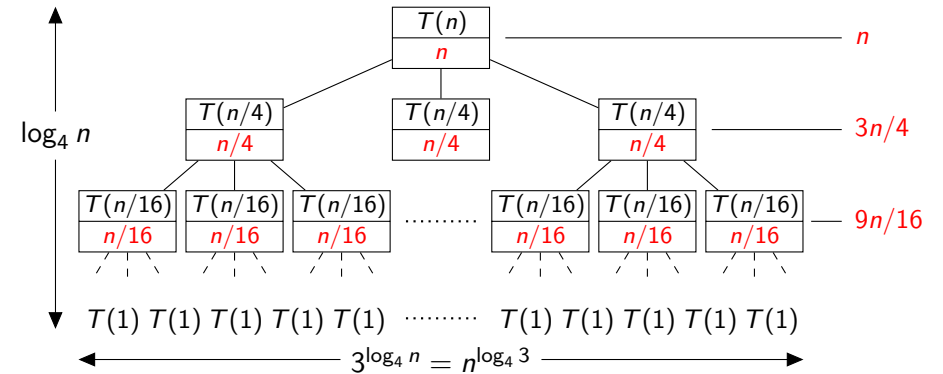 T(n)
n n
T(n/4) T(n/4) T(n/4)
log₄ n n/4 n/4 n/4 3n/4
T(n/16) T(n/16) T(n/16) .......... T(n/16) T(n/16) T(n/16)
n/16 n/16 n/16 n/16 n/16 n/16 9n/16
T(1) T(1) T(1) T(1) T(1) .......... T(1) T(1) T(1) T(1) T(1)
3^{log₄ n} = n^{log₄ 3}